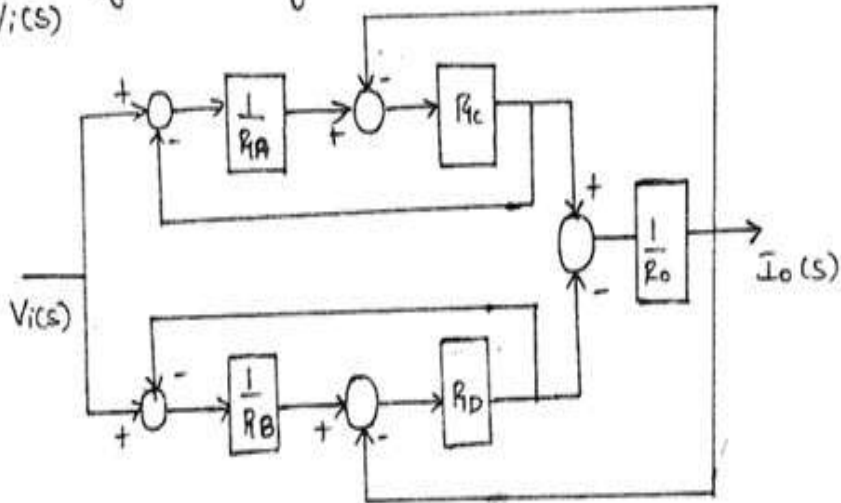 Vi(s)
+
-
1
RA
+
-
Rc
+
-
1
Ro
Io(s)
Vi(s)
+
-
1
RB
+
-
RD